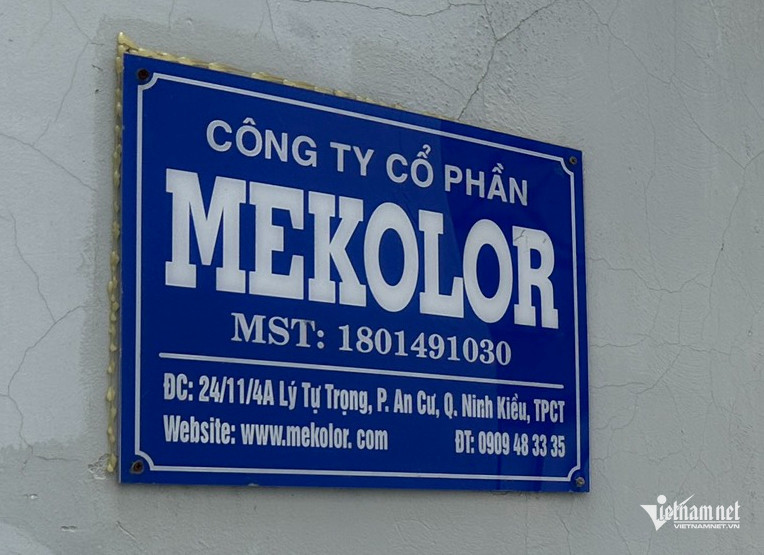 CÔNG TY CỔ PHẦN
MEKOLOR
MST: 1801491030
ĐC: 24/11/4A Lý Tự Trọng, P. An Cư, Q. Ninh Kiều, TPCT
Website: www.mekolor. com ĐT: 0909 48 33 35
Vietnamnet
VIETNAMNET.VN